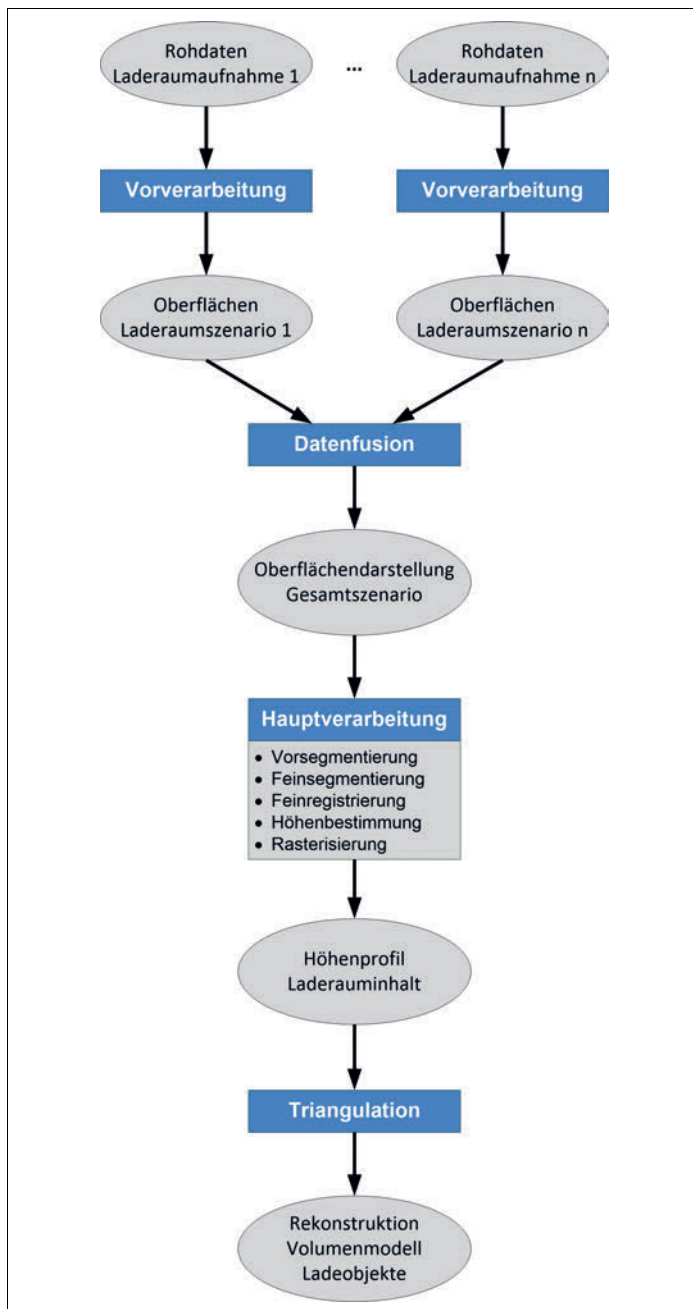 Rohdaten
Laderaumaufnahme 1
...
Rohdaten
Laderaumaufnahme n
Vorverarbeitung
Vorverarbeitung
Oberflächen
Laderaumszenario 1
Oberflächen
Laderaumszenario n
Datenfusion
Oberflächendarstellung
Gesamtszenario
Hauptverarbeitung
• Vorsegmentierung
• Feinsegmentierung
• Feinregistrierung
• Höhenbestimmung
• Rasterisierung
Höhenprofil
Laderauminhalt
Triangulation
Rekonstruktion
Volumenmodell
Ladeobjekte